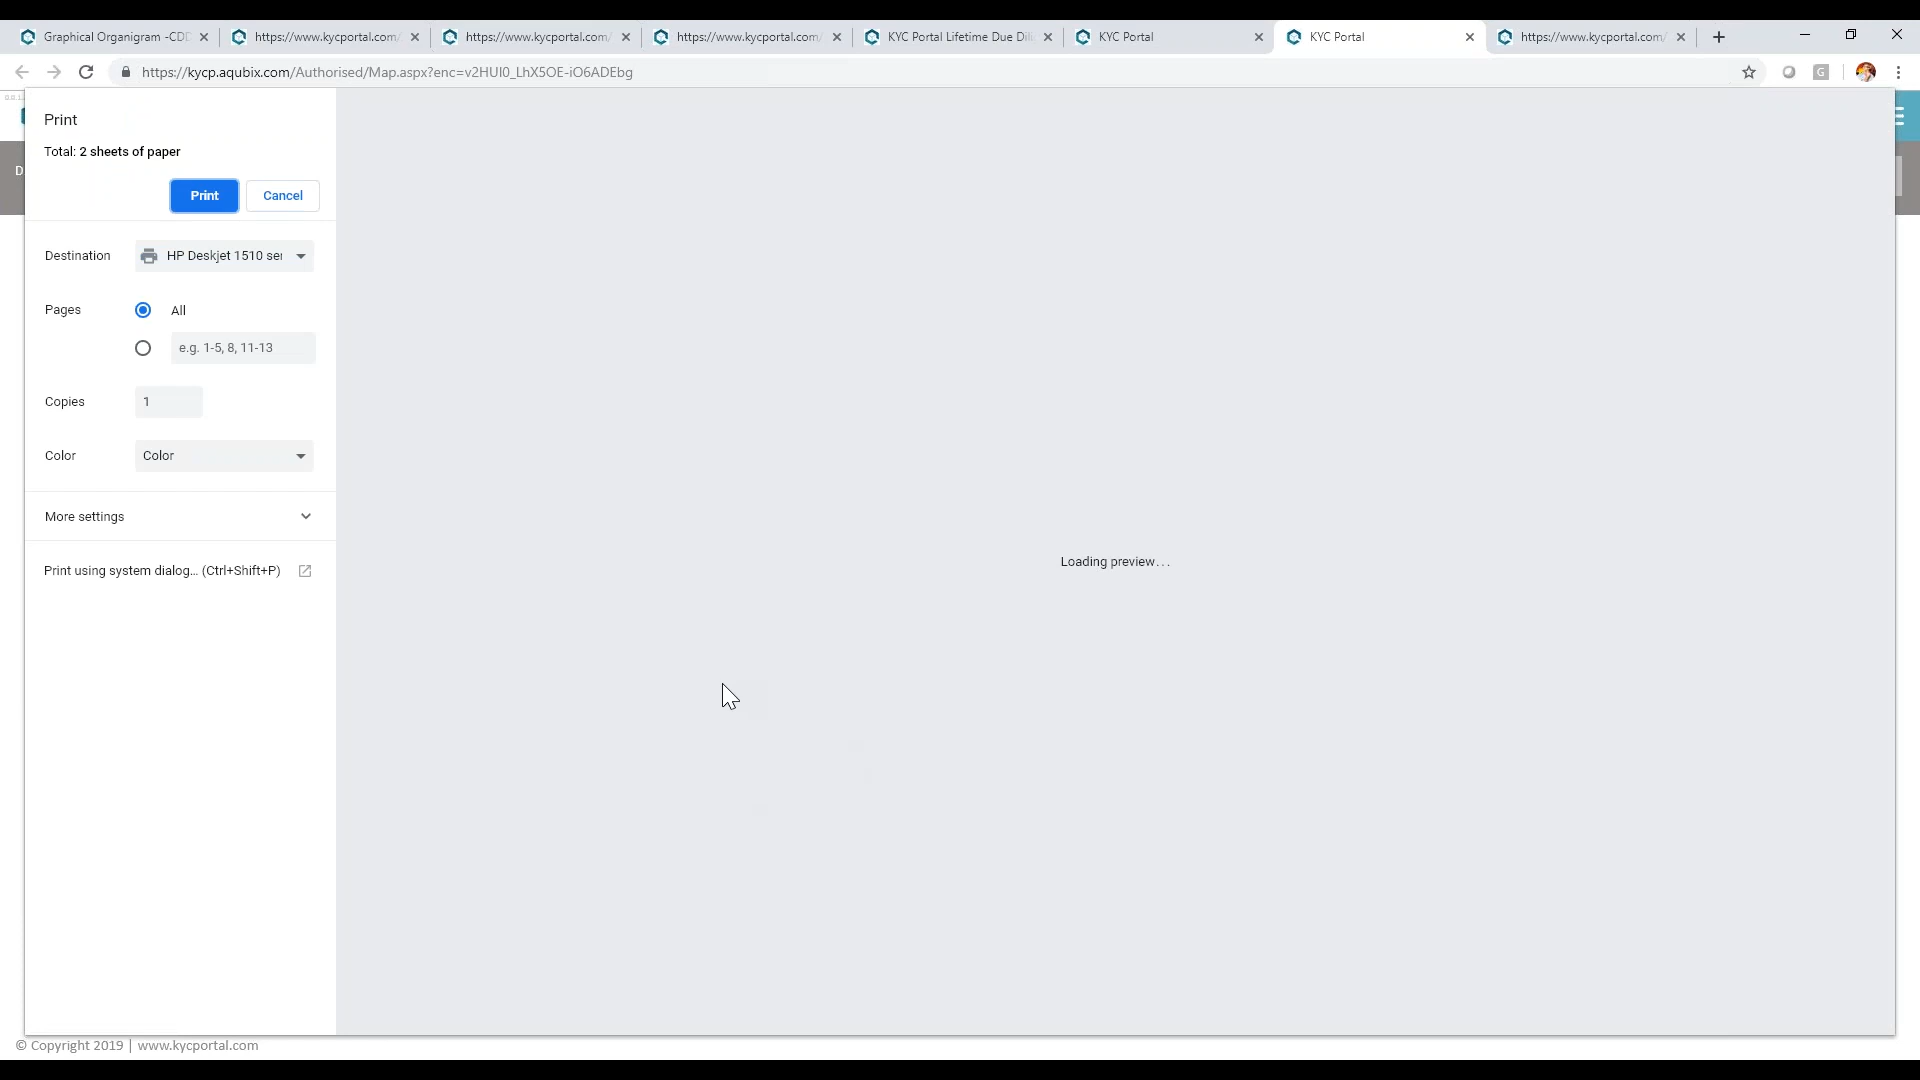 Graphical Organigram -CDD
https://www.kycportal.com/
https://www.kycportal.com/
https://www.kycportal.com/
KYC Portal Lifetime Due Dili
KYC Portal
KYC Portal
https://www.kycportal.com/
https://kycp.aqubix.com/Authorised/Map.aspx?enc=v2HUI0_LhX5OE-iO6ADEbg
G
Print
Total: 2 sheets of paper
D
Print Cancel
Destination HP Deskjet 1510 ser
Pages All
e.g. 1-5, 8, 11-13
Copies 1
Color Color
More settings
Loading preview...
Print using system dialog... (Ctrl+Shift+P)
© Copyright 2019 | www.kycportal.com